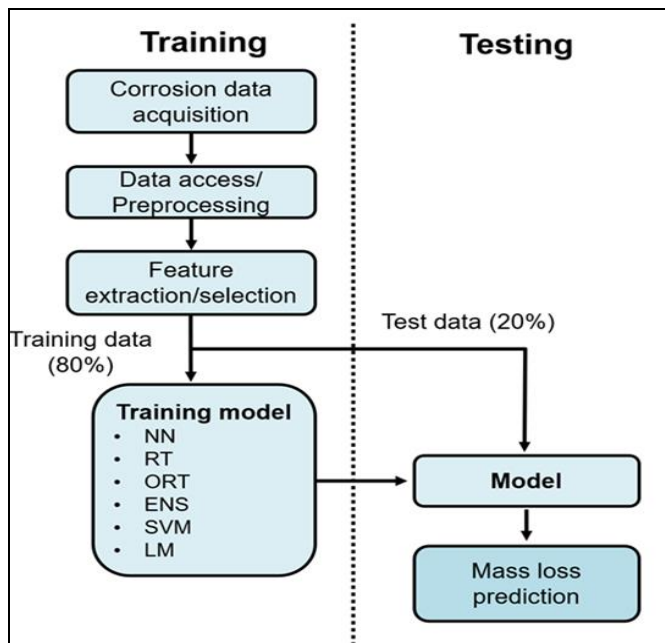 Training
Testing
Corrosion data
acquisition
Data access/
Preprocessing
Feature
extraction/selection
Training data
(80%)
Test data (20%)
Training model
• NN
• RT
• ORT
• ENS
• SVM
• LM
Model
Mass loss
prediction